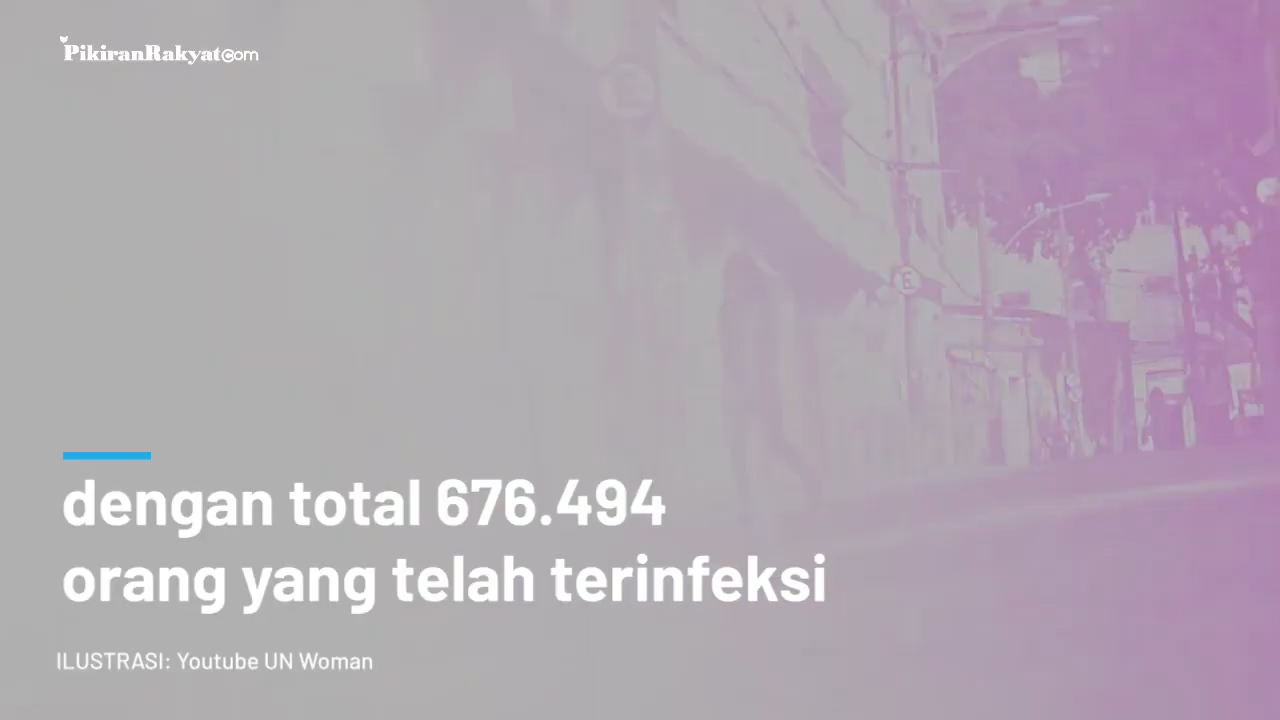 PikiranRakyat.com
dengan total 676.494
orang yang telah terinfeksi
ILUSTRASI: Youtube UN Woman